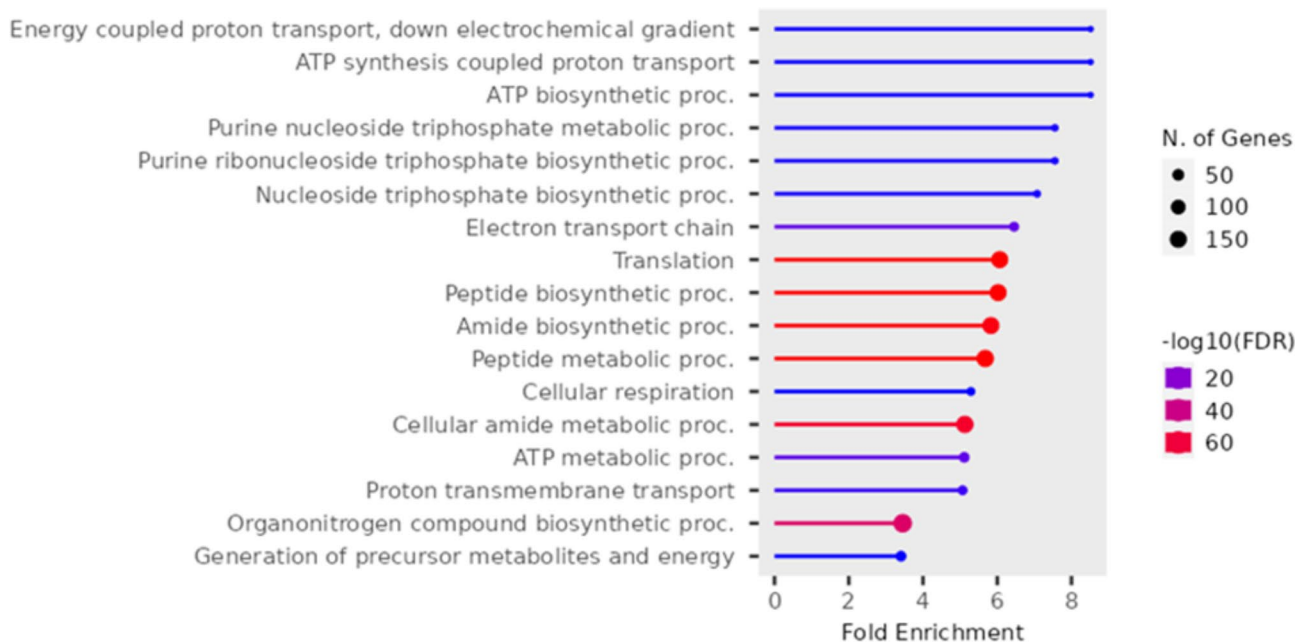 Energy coupled proton transport, down electrochemical gradient
ATP synthesis coupled proton transport
ATP biosynthetic proc.
Purine nucleoside triphosphate metabolic proc.
Purine ribonucleoside triphosphate biosynthetic proc.
Nucleoside triphosphate biosynthetic proc.
Electron transport chain
Translation
Peptide biosynthetic proc.
Amide biosynthetic proc.
Peptide metabolic proc.
Cellular respiration
Cellular amide metabolic proc.
ATP metabolic proc.
Proton transmembrane transport
Organonitrogen compound biosynthetic proc.
Generation of precursor metabolites and energy
0 2 4 6 8
Fold Enrichment
N. of Genes
50
100
150
-log10(FDR)
20
40
60